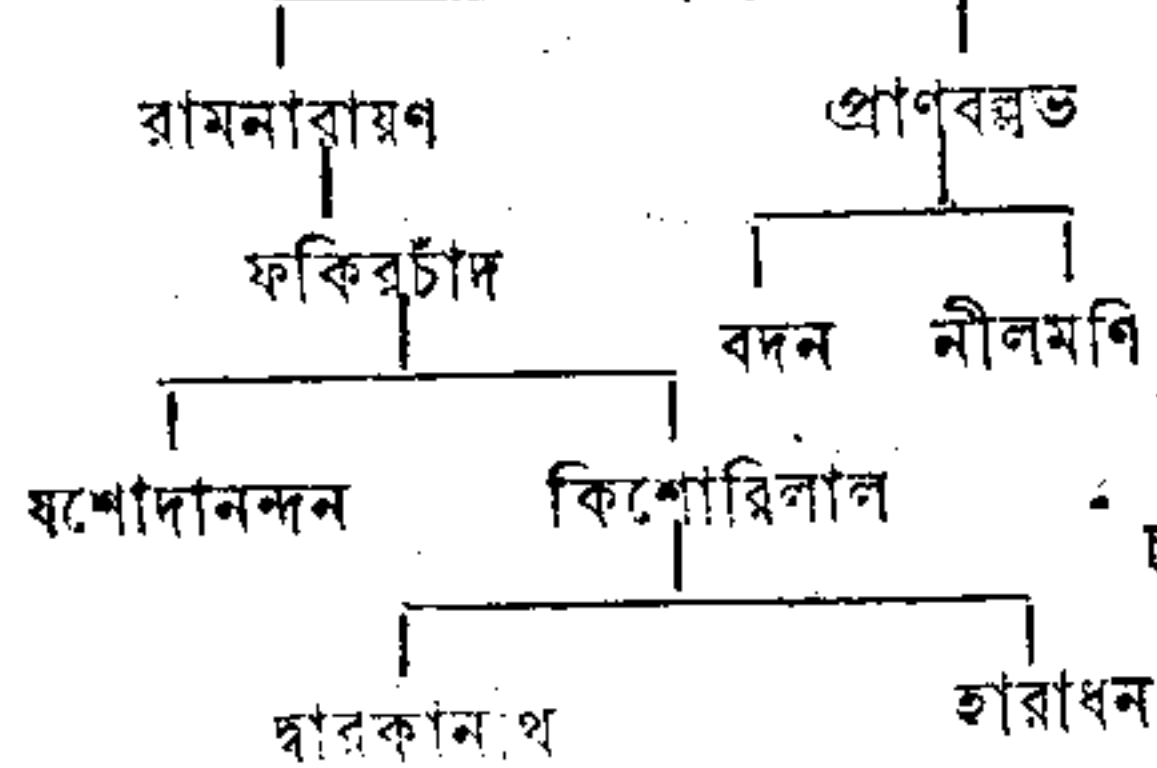 রামনারায়ণ প্রাণবল্লভ
ফকিরচাঁদ
বদন নীলমণি
যশোদানন্দন কিশোরিলাল
দ্বারকানাথ হারাধন